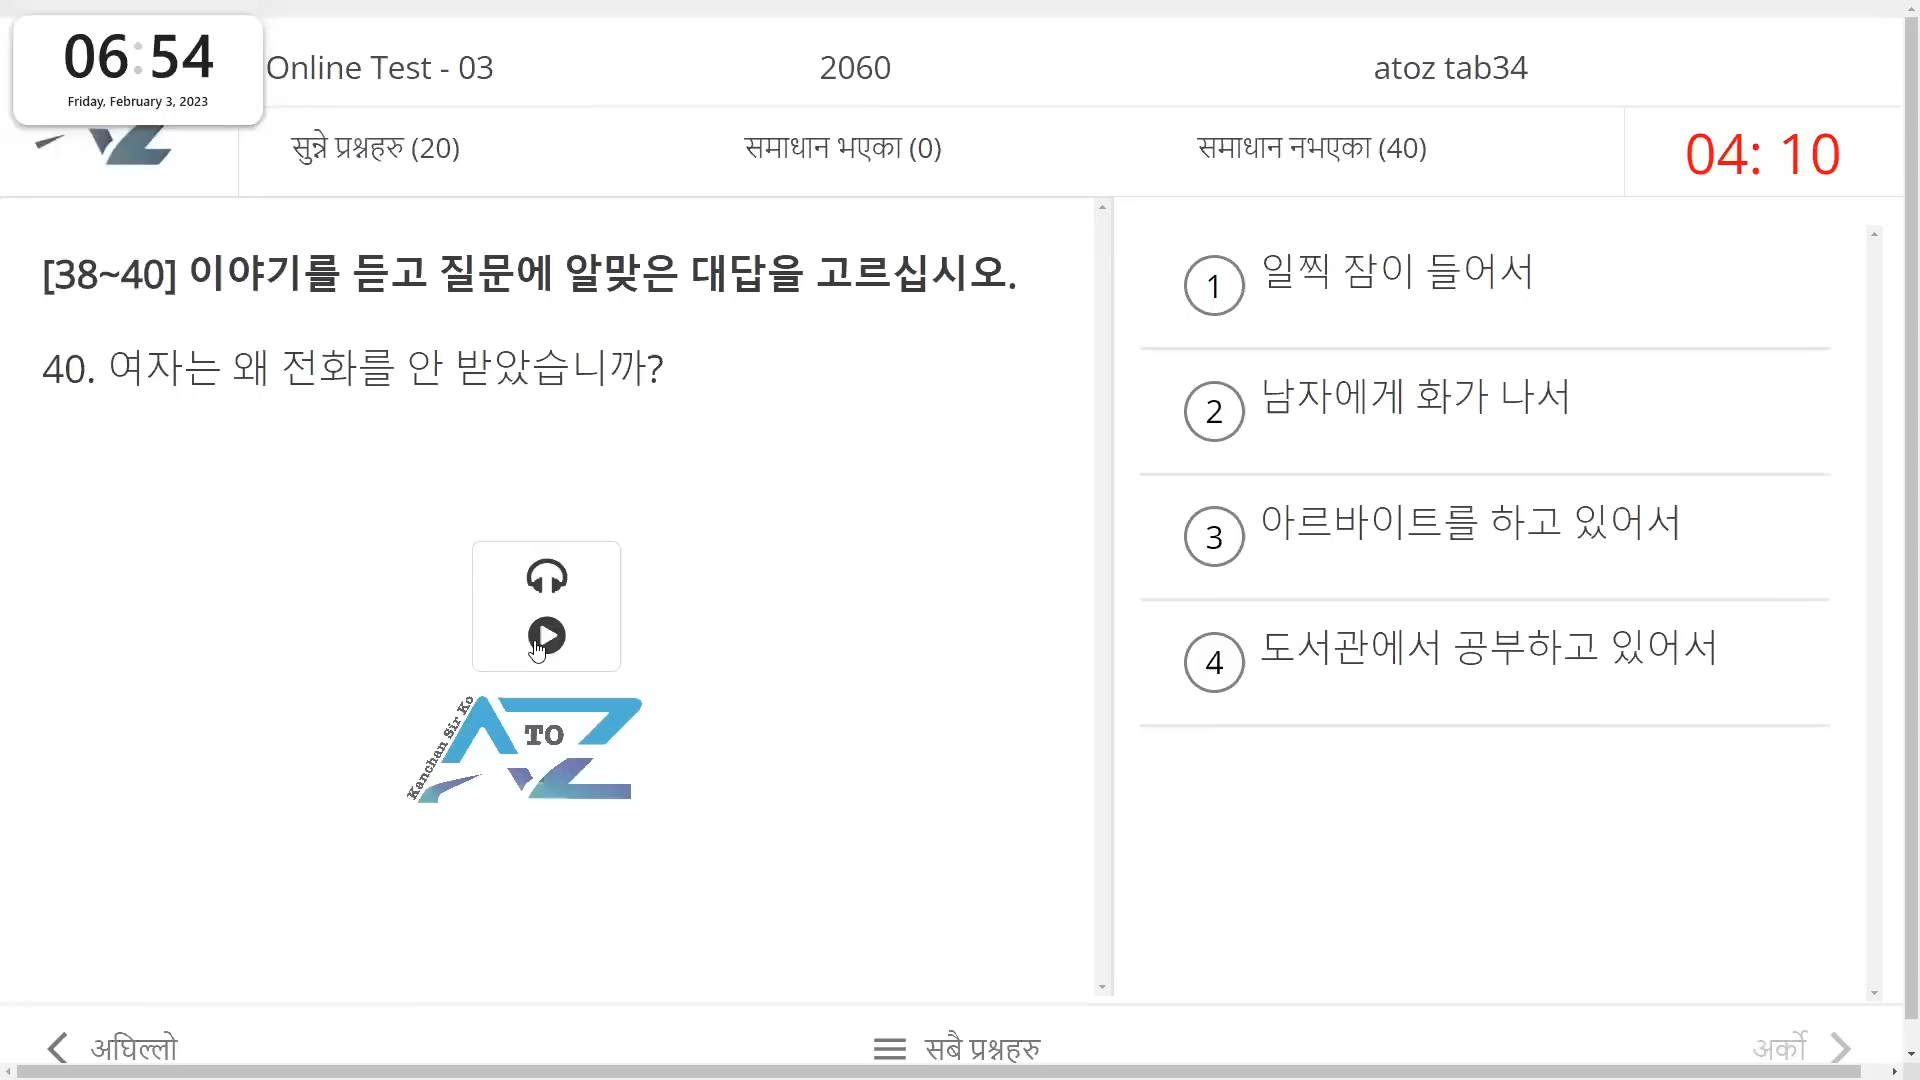 06:54
Friday, February 3, 2023
Online Test - 03
2060
atoz tab34
सुन्ने प्रश्नहरु (20)
समाधान भएका (0)
समाधान नभएका (40)
04: 10
[38~40] 이야기를 듣고 질문에 알맞은 대답을 고르십시오.
40. 여자는 왜 전화를 안 받았습니까?
Kanchan Sir Ko
A TO Z
1 일찍 잠이 들어서
2 남자에게 화가 나서
3 아르바이트를 하고 있어서
4 도서관에서 공부하고 있어서
अघिल्लो
सबै प्रश्नहरु
अर्को